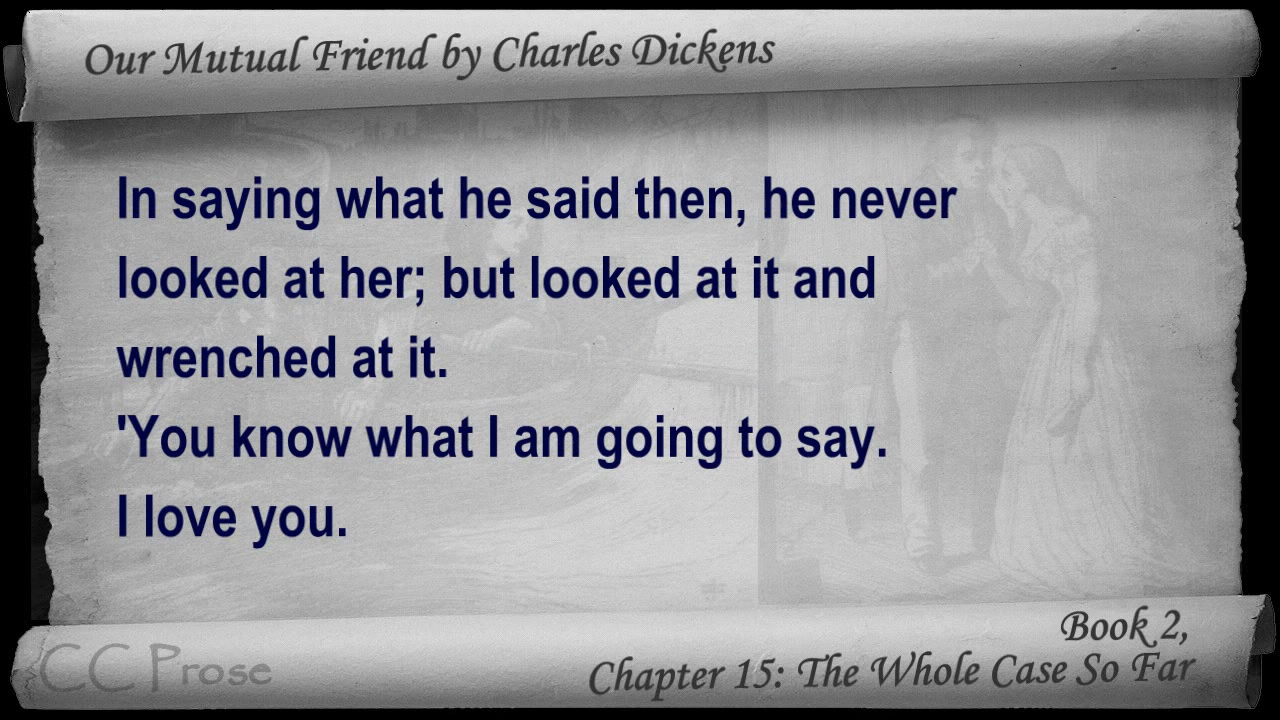 Our Mutual Friend by Charles Dickens
In saying what he said then, he never
looked at her; but looked at it and
wrenched at it.
'You know what I am going to say.
I love you.
Book 2,
Chapter 15: The Whole Case So Far
CC Prose